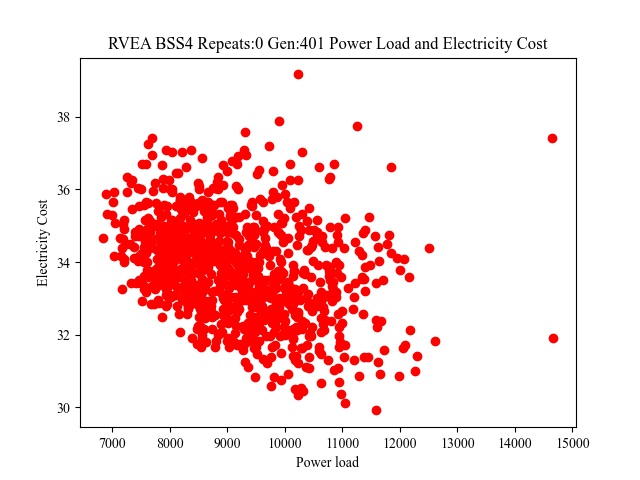 RVEA BSS4 Repeats:0 Gen:401 Power Load and Electricity Cost
38
36
34
32
30
Electricity Cost
7000 8000 9000 10000 11000 12000 13000 14000 15000
Power load